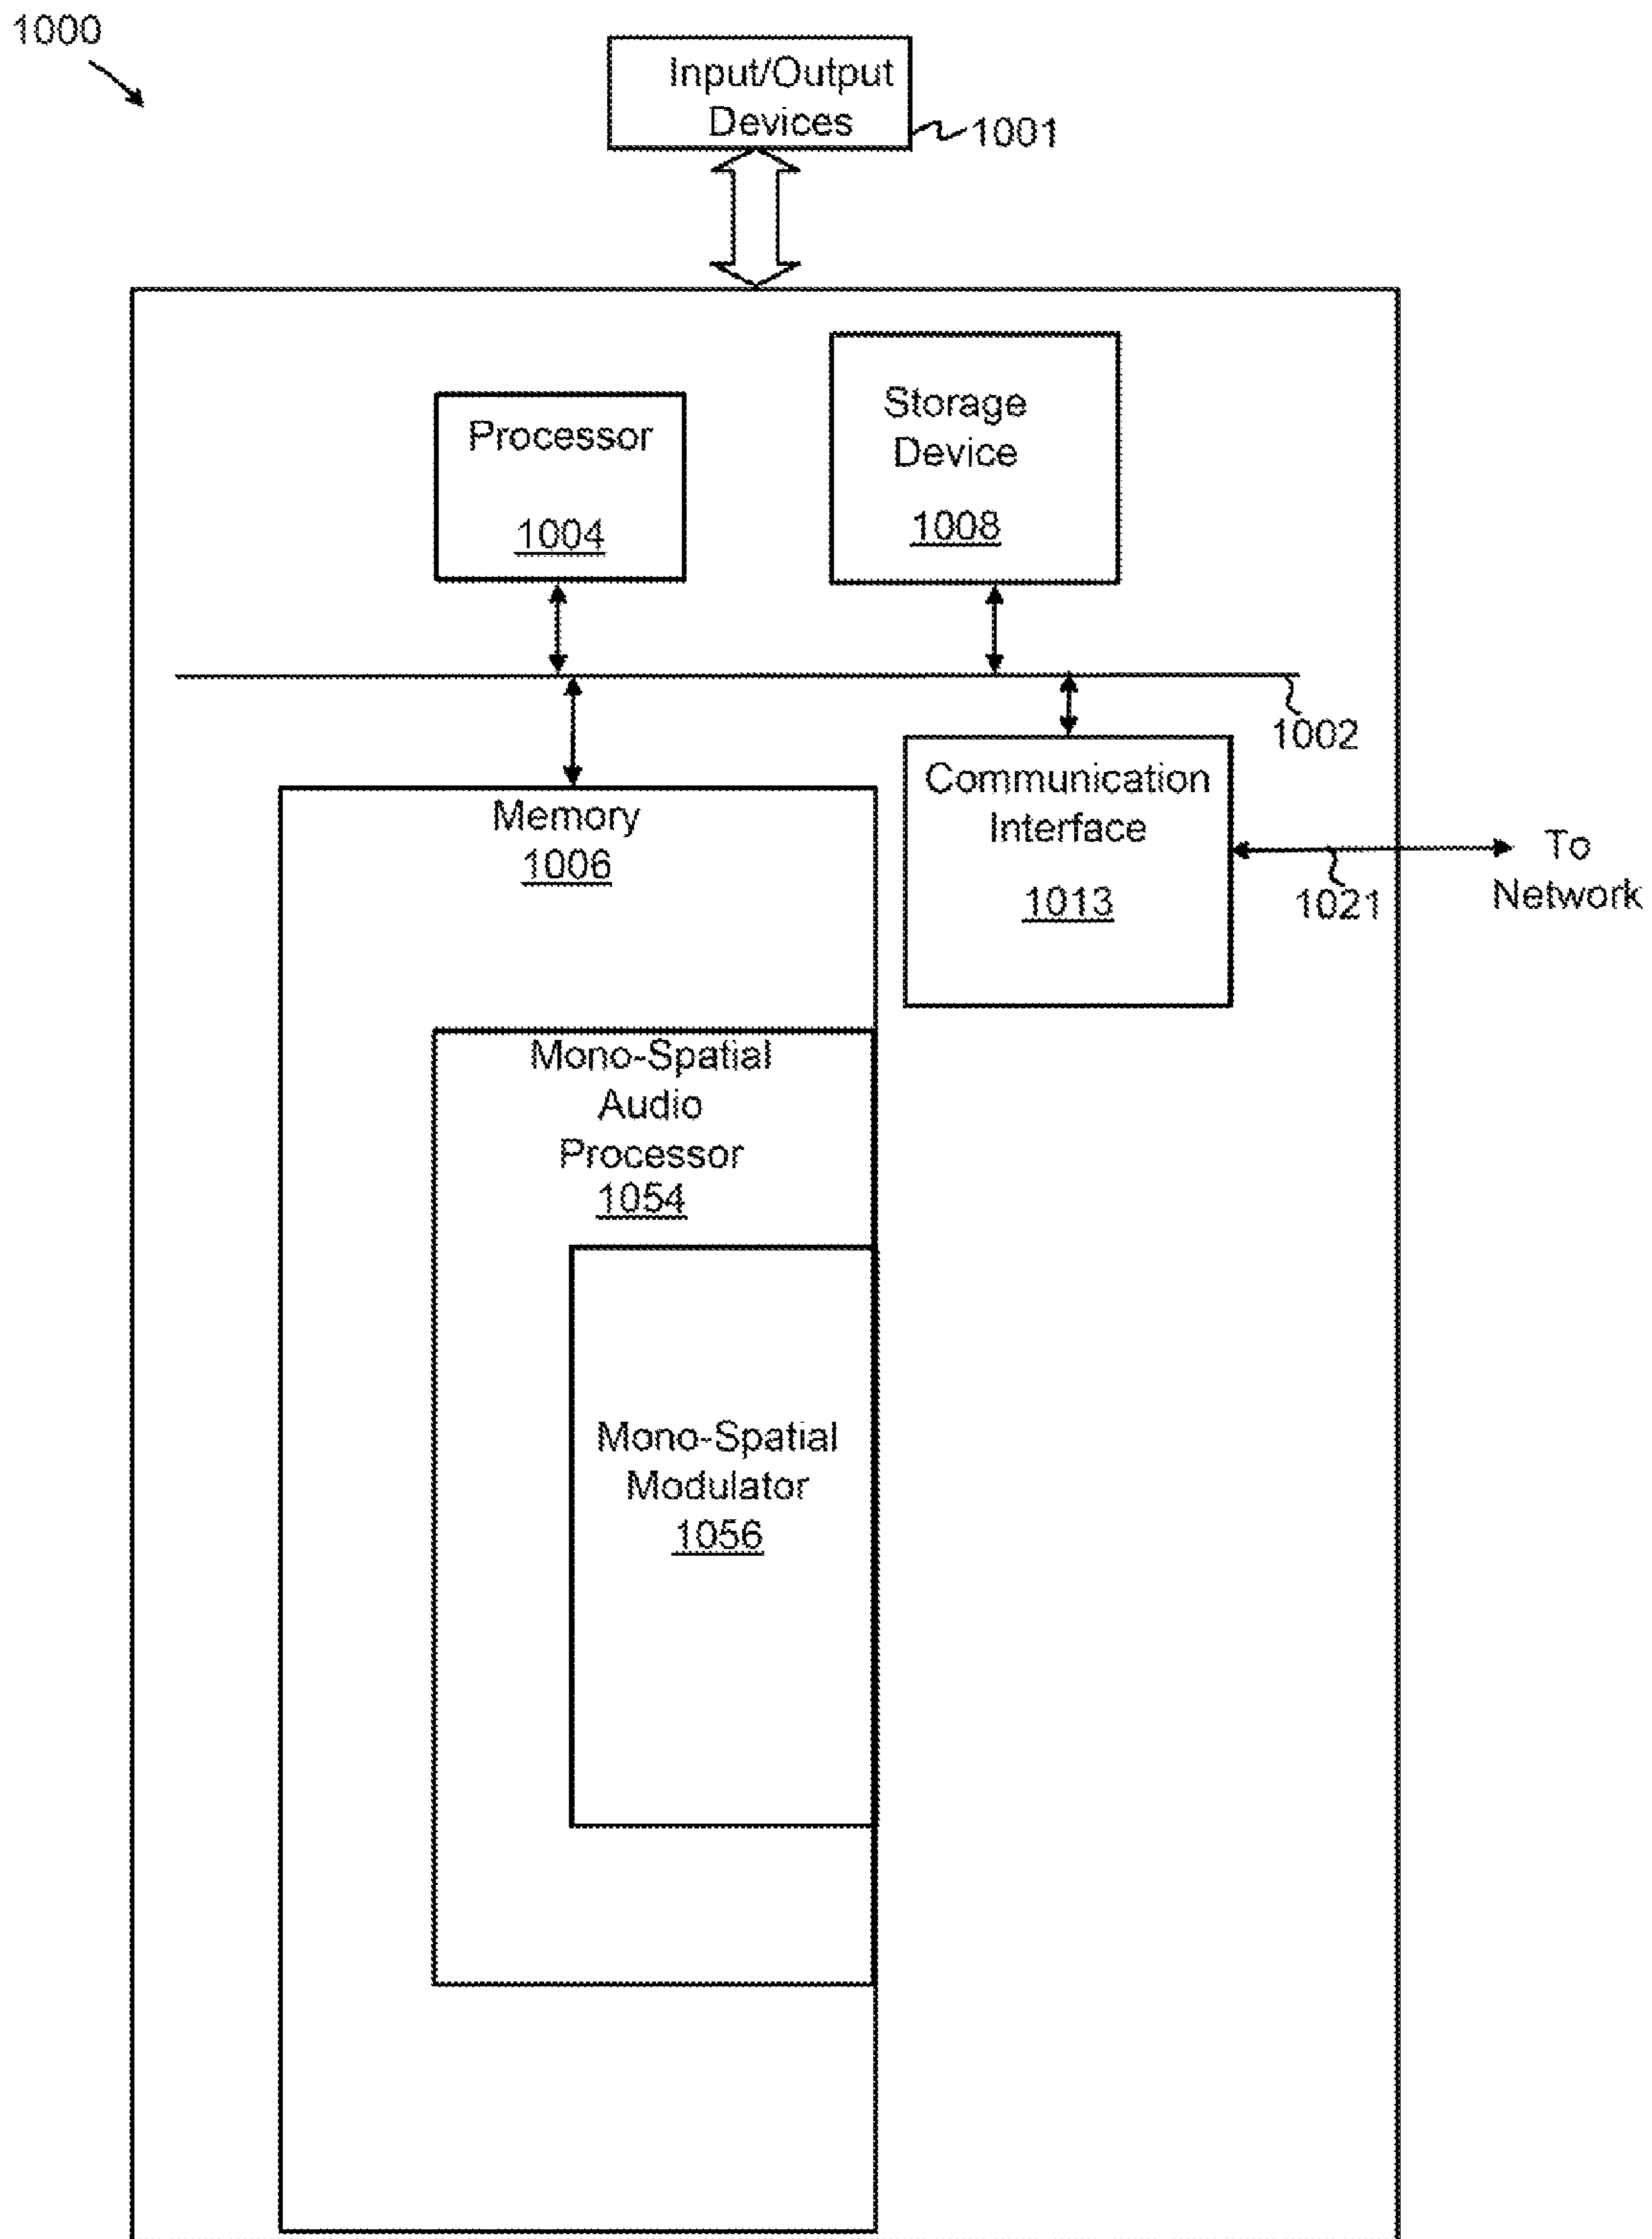 1000
Input/Output
Devices
1001
Processor
1004
Storage
Device
1008
1002
Memory
1006
Communication
Interface
1013
1021
To
Network
Mono-Spatial
Audio
Processor
1054
Mono-Spatial
Modulator
1056